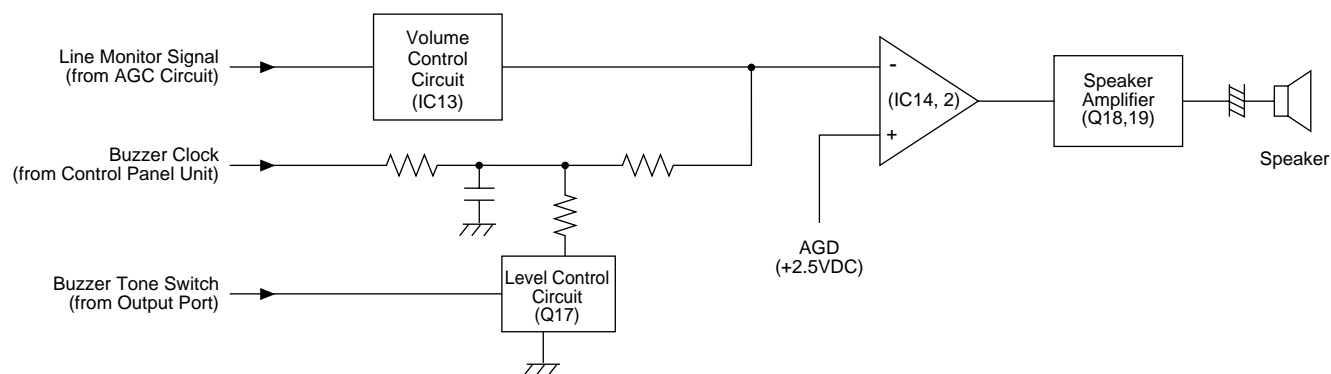 Line Monitor Signal
(from AGC Circuit)
Volume
Control
Circuit
(IC13)
-
(IC14, 2)
+
Speaker
Amplifier
(Q18,19)
Speaker
Buzzer Clock
(from Control Panel Unit)
AGD
(+2.5VDC)
Buzzer Tone Switch
(from Output Port)
Level Control
Circuit
(Q17)